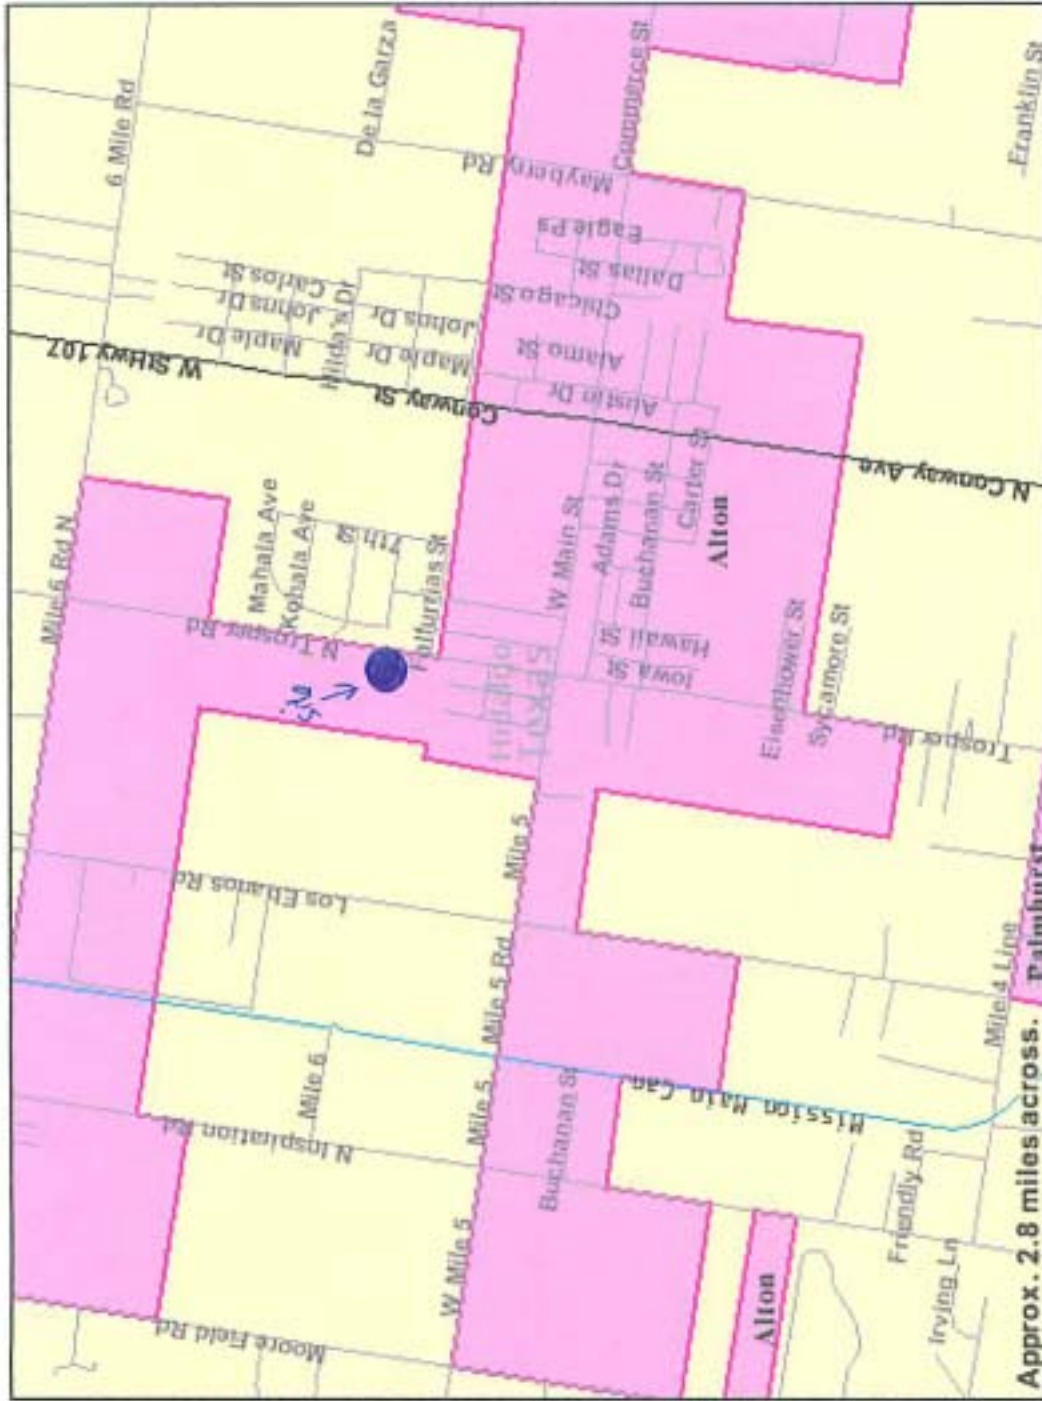 6 Mile Rd
De la Garza
Commerce St
Franklin St
Mayberry Rd
Eagle Ps
Dallas St
Chicago St
Carlos St
Johns Dr
Johns Dr
Hilda's Dr
Maple Dr
Maple Dr
Alamo St
Austin Dr
W St Hwy 107
Conway St
N Conway Ave
Mile 6 Rd N
Mahala Ave
Kohala Ave
7th St
Falfurrias St
N Trosper Rd
W Main St
Adams Dr
Buchanan St
Carter St
Alton
Hawaii St
Iowa St
Hidalgo
Eisenhower St
Sycamore St
Trosper Rd
Los Ebanos Rd
Mile 5
Mile 5 Rd
Mile 5
W Mile 5
Mile 6
N Inspiration Rd
Buchanan St
Mission Main Can
Mile 4 Line
Palmhurst
Friendly Rd
Irving Ln
Alton
Moore Field Rd
Approx. 2.8 miles across.